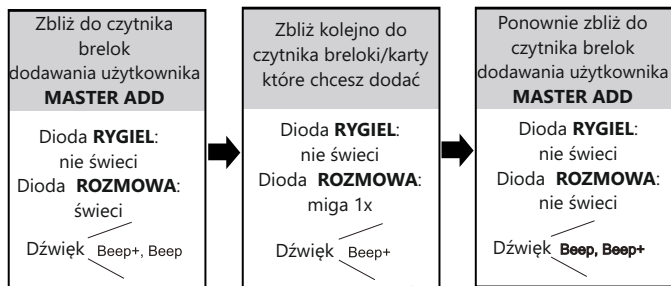 Zbliż do czytnika
brelok
dodawania użytkownika
MASTER ADD
Dioda RYGIEL:
nie świeci
Dioda ROZMOWA:
świeci
Dźwięk Beep+, Beep
Zbliż kolejno do
czytnika breloki/karty
które chcesz dodać
Dioda RYGIEL:
nie świeci
Dioda ROZMOWA:
miga 1x
Dźwięk Beep+
Ponownie zbliż do
czytnika brelok
dodawania użytkownika
MASTER ADD
Dioda RYGIEL:
nie świeci
Dioda ROZMOWA:
nie świeci
Dźwięk Beep, Beep+